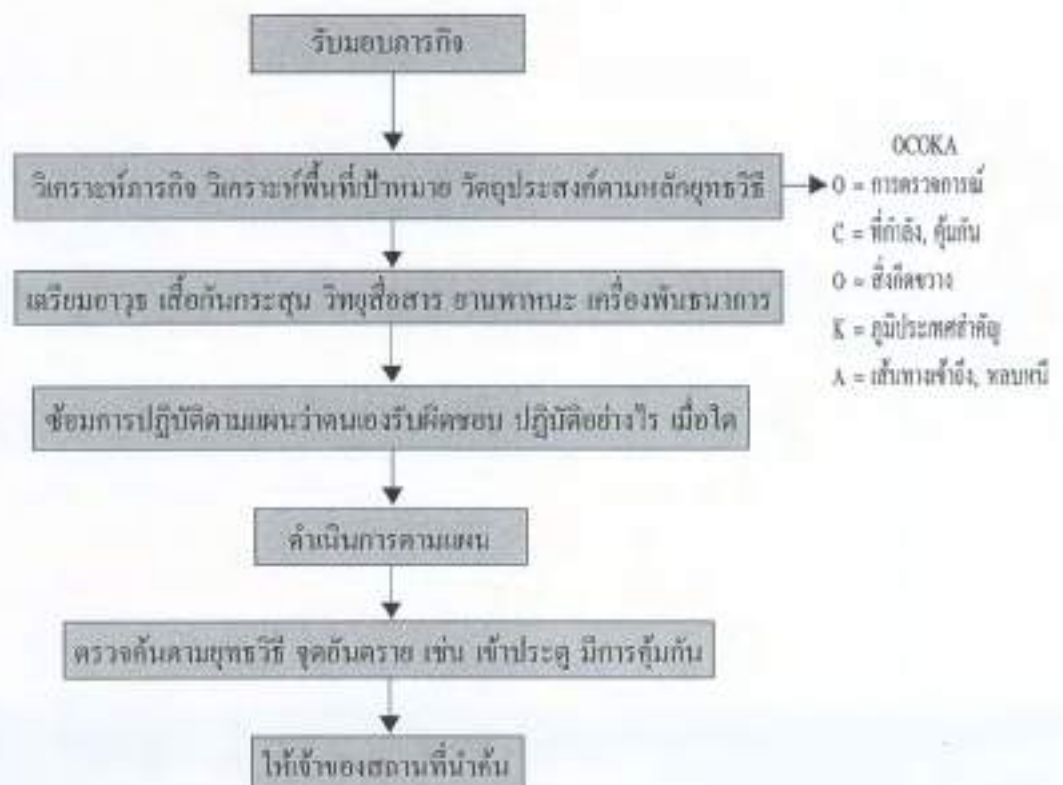 รับมอบภารกิจ
วิเคราะห์ภารกิจ วิเคราะห์พื้นที่เป้าหมาย วัตถุประสงค์ตามหลักยุทธวิธี
OCOKA
O = การตรวจการณ์
C = ที่กำลัง, คุ้มกัน
O = สิ่งกีดขวาง
K = ภูมิประเทศสำคัญ
A = เส้นทางเข้าถึง, หลบหนี
เตรียมอาวุธ เสื้อกันกระสุน วิทยุสื่อสาร ยานพาหนะ เครื่องพันธนาการ
ซ้อมการปฏิบัติตามแผนว่าตนเองรับผิดชอบ ปฏิบัติอย่างไร เมื่อใด
ดำเนินการตามแผน
ตรวจค้นตามยุทธวิธี จุดอันตราย เช่น เข้าประตู มีการคุ้มกัน
ให้เจ้าของสถานที่นำค้น